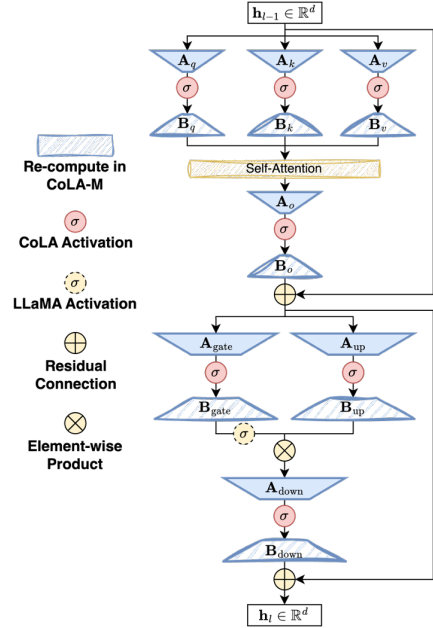 h_{l−1} ∈ ℝ^d
A_q A_k A_v
σ σ σ
B_q B_k B_v
Self-Attention
A_o
σ
B_o
A_gate A_up
σ σ
B_gate B_up
σ
A_down
σ
B_down
h_l ∈ ℝ^d
Re-compute in
CoLA-M
σ
CoLA Activation
σ
LLaMA Activation
Residual
Connection
Element-wise
Product